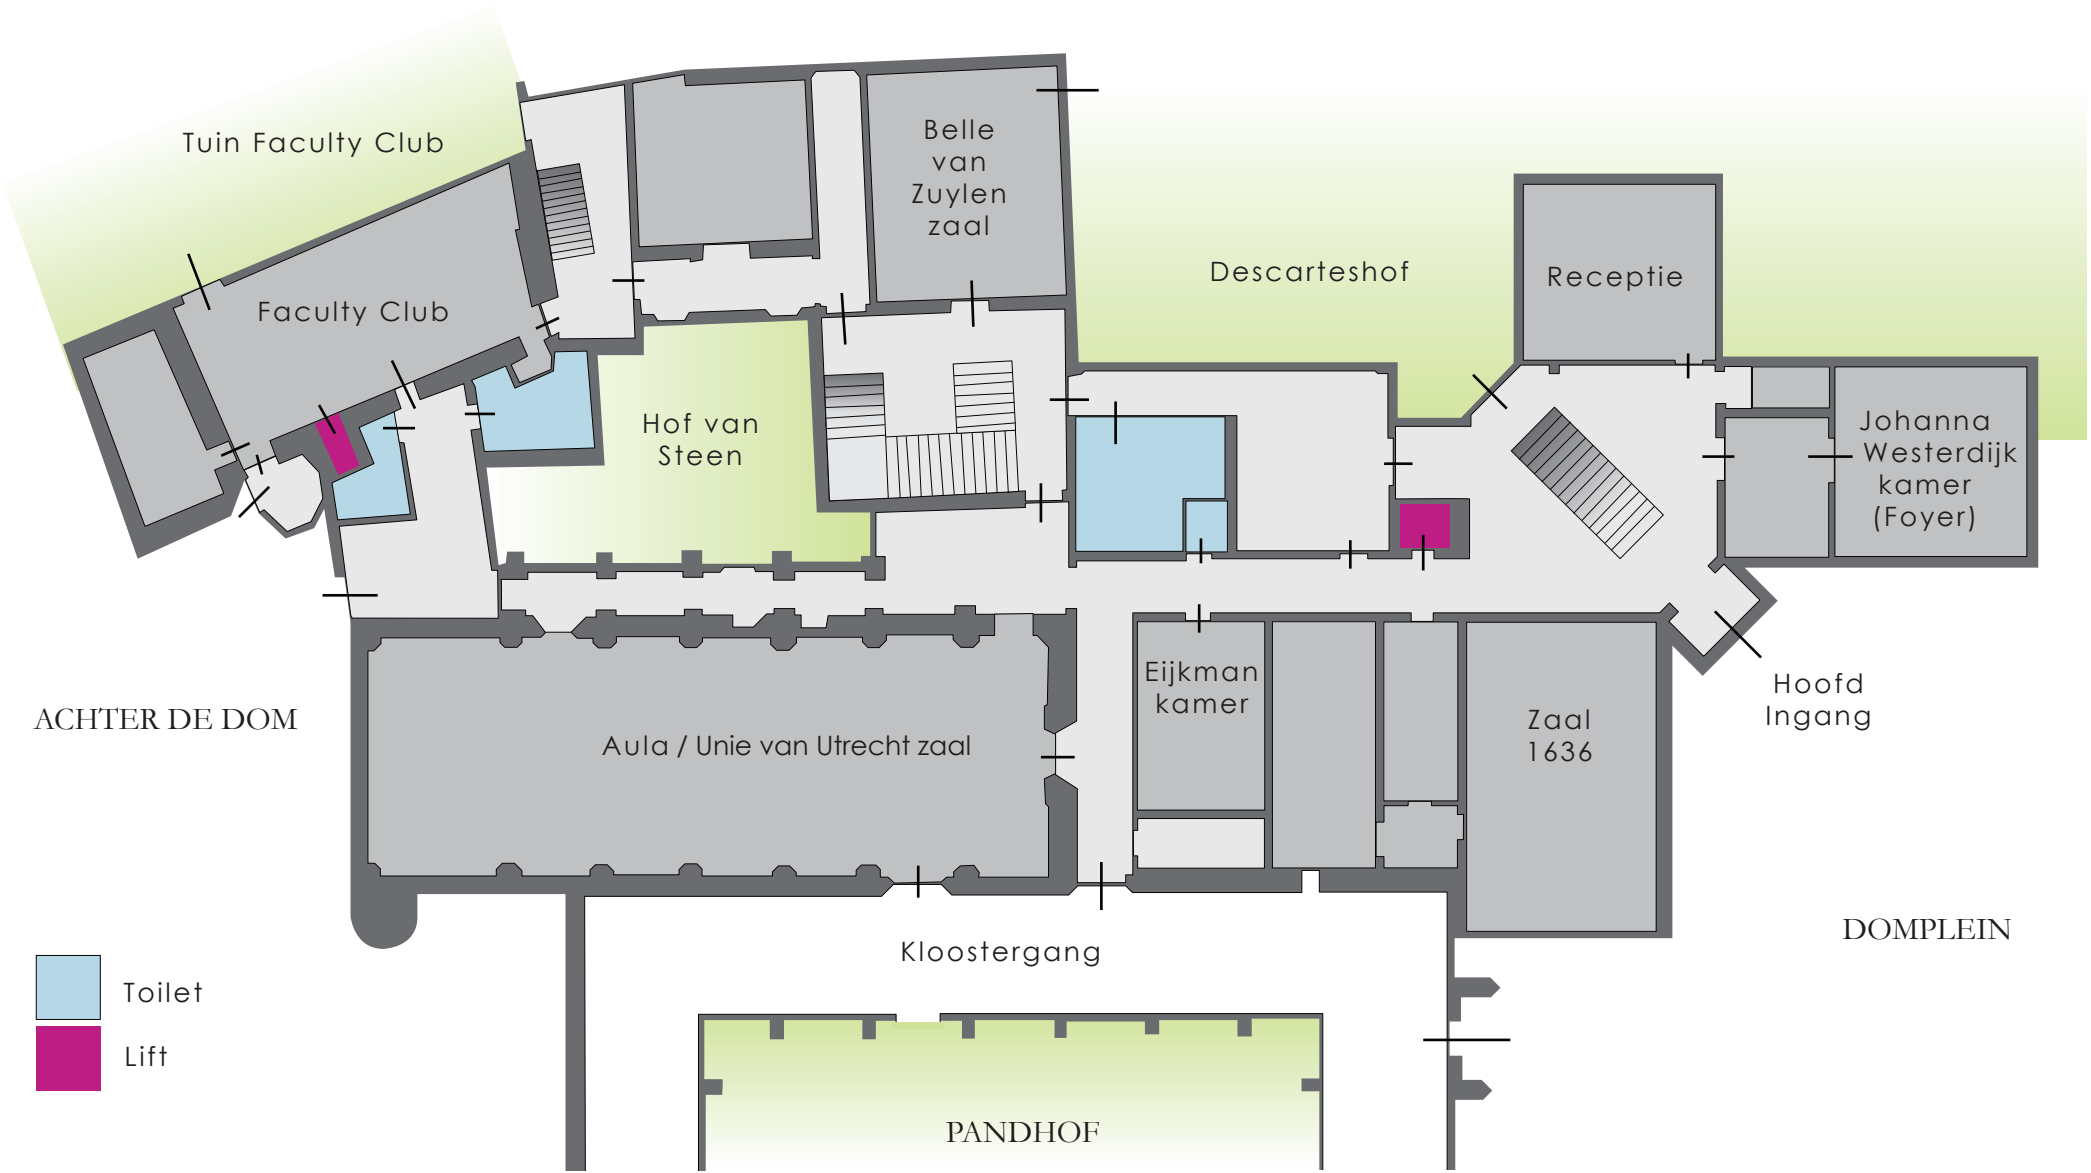 Tuin Faculty Club
Belle
van
Zuylen
zaal
Descarteshof
Receptie
Faculty Club
Hof van
Steen
Johanna
Westerdijk
kamer
(Foyer)
Eijkman
kamer
Hoofd
Ingang
ACHTER DE DOM
Aula / Unie van Utrecht zaal
Zaal
1636
DOMPLEIN
Kloostergang
Toilet
Lift
PANDHOF